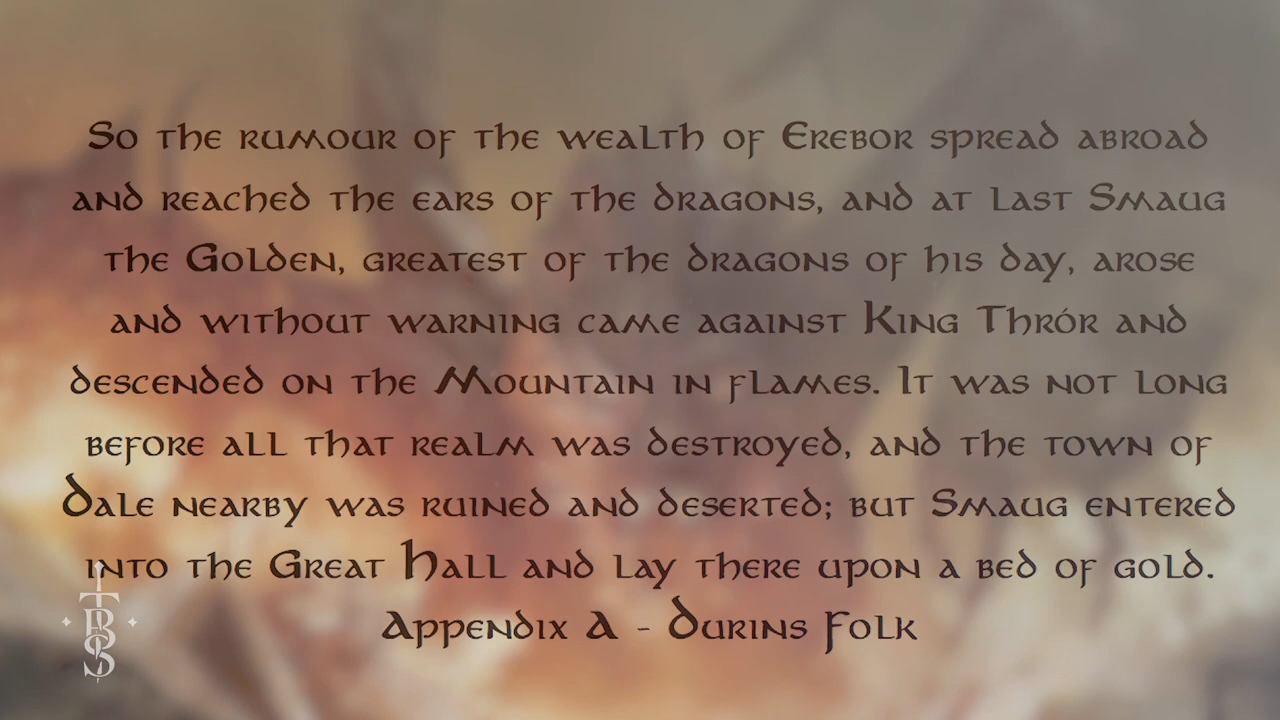 So the rumour of the wealth of Erebor spread abroad
and reached the ears of the dragons, and at last Smaug
the Golden, greatest of the dragons of his day, arose
and without warning came against King Thrór and
descended on the Mountain in flames. It was not long
before all that realm was destroyed, and the town of
Dale nearby was ruined and deserted; but Smaug entered
into the Great Hall and lay there upon a bed of gold.
Appendix A - Durins Folk
TBS